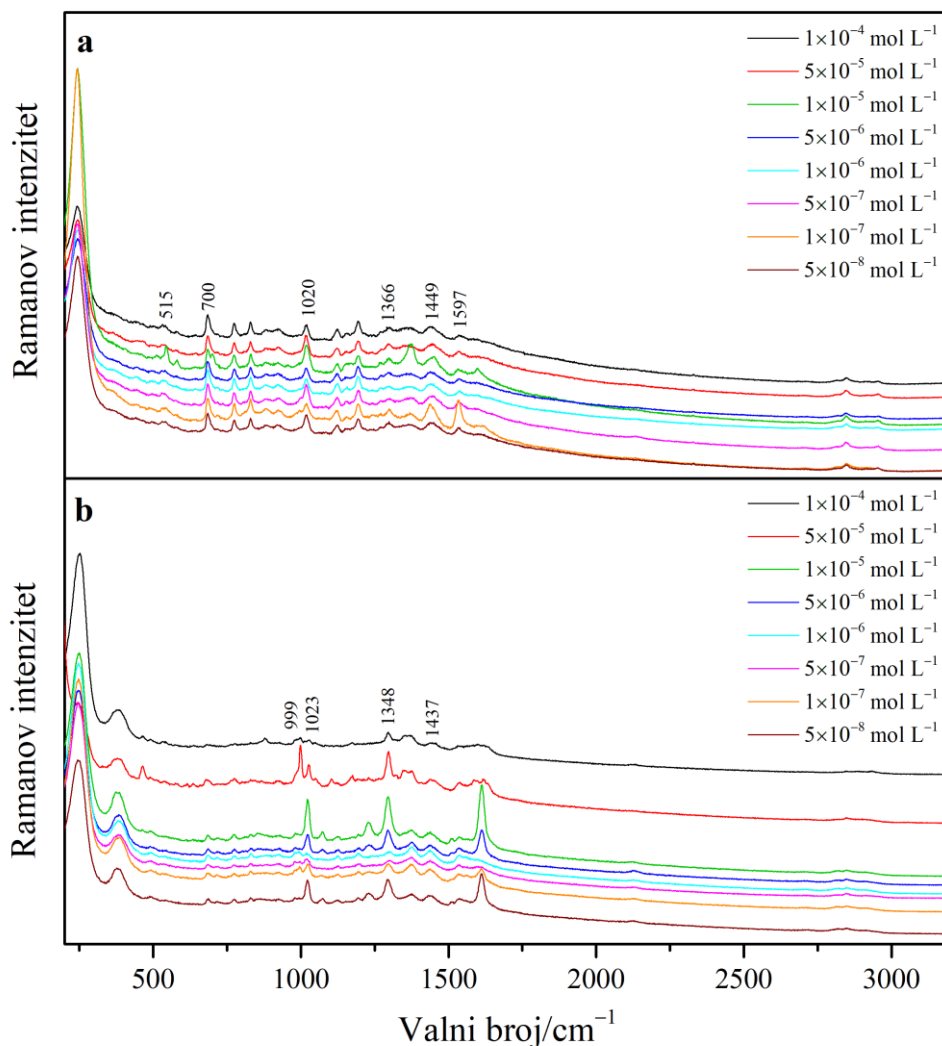 a
1×10⁻⁴ mol L⁻¹
5×10⁻⁵ mol L⁻¹
1×10⁻⁵ mol L⁻¹
5×10⁻⁶ mol L⁻¹
1×10⁻⁶ mol L⁻¹
5×10⁻⁷ mol L⁻¹
1×10⁻⁷ mol L⁻¹
5×10⁻⁸ mol L⁻¹
Ramanov intenzitet
515 700 1020 1366 1449 1597
b
1×10⁻⁴ mol L⁻¹
5×10⁻⁵ mol L⁻¹
1×10⁻⁵ mol L⁻¹
5×10⁻⁶ mol L⁻¹
1×10⁻⁶ mol L⁻¹
5×10⁻⁷ mol L⁻¹
1×10⁻⁷ mol L⁻¹
5×10⁻⁸ mol L⁻¹
Ramanov intenzitet
999 1023 1348 1437
500 1000 1500 2000 2500 3000
Valni broj/cm⁻¹